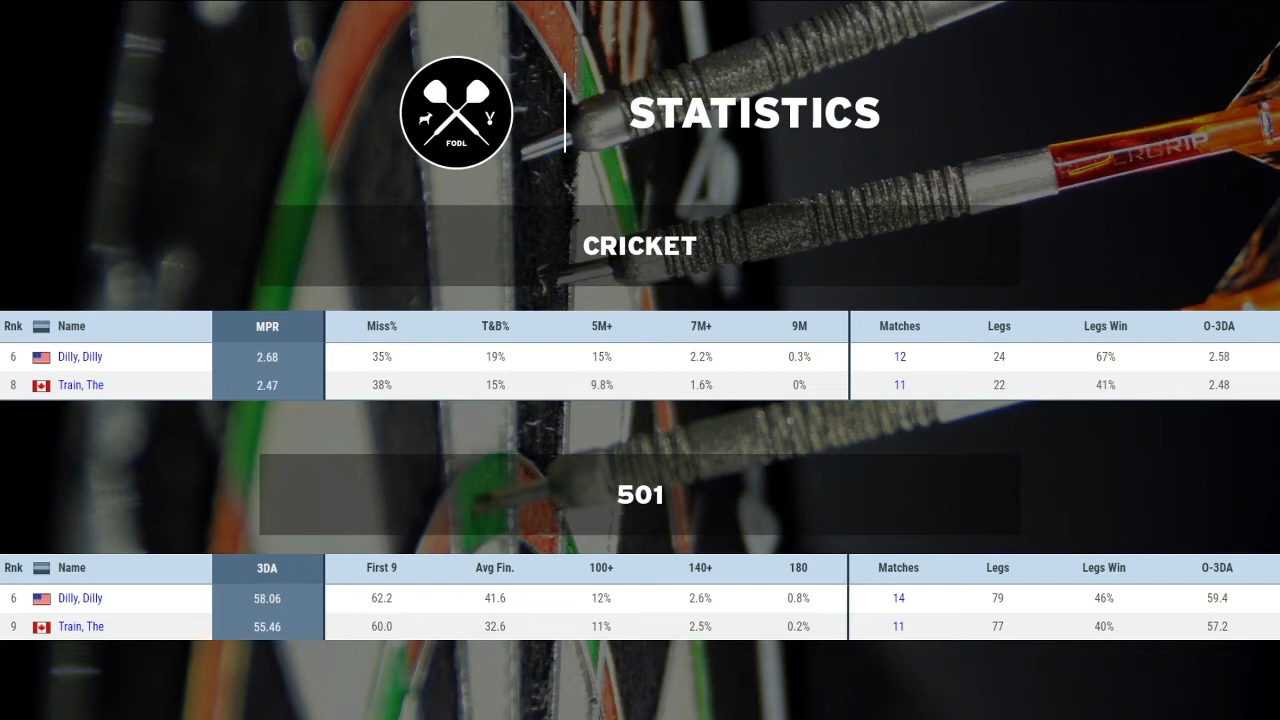 FODL
STATISTICS
CRICKET
Rnk Name MPR Miss% T&B% 5M+ 7M+ 9M Matches Legs Legs Win O-3DA
6 Dilly, Dilly 2.68 35% 19% 15% 2.2% 0.3% 12 24 67% 2.58
8 Train, The 2.47 38% 15% 9.8% 1.6% 0% 11 22 41% 2.48
501
Rnk Name 3DA First 9 Avg Fin. 100+ 140+ 180 Matches Legs Legs Win O-3DA
6 Dilly, Dilly 58.06 62.2 41.6 12% 2.6% 0.8% 14 79 46% 59.4
9 Train, The 55.46 60.0 32.6 11% 2.5% 0.2% 11 77 40% 57.2